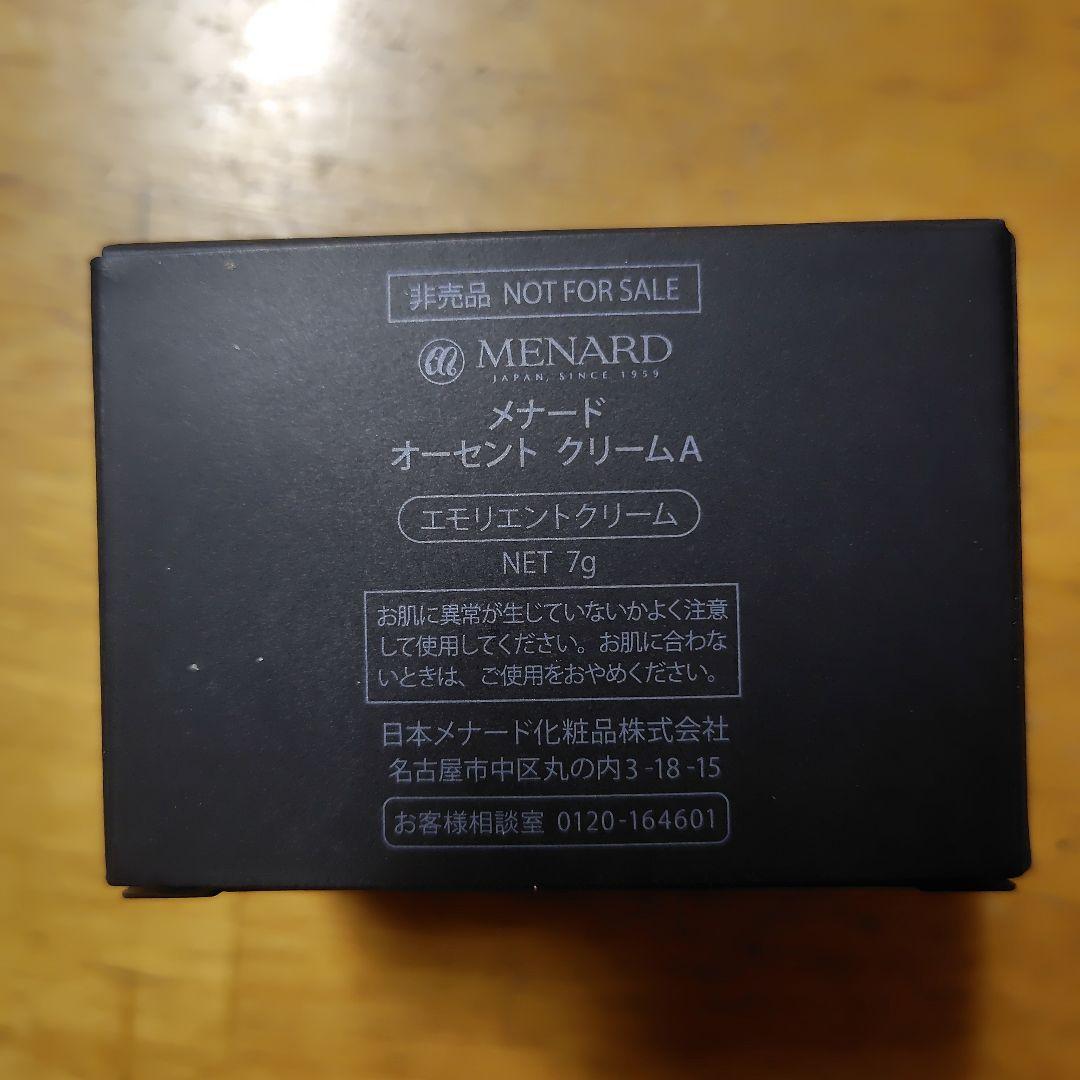 非売品 NOT FOR SALE
MENARD
JAPAN, SINCE 1959
メナード
オーセント クリームA
エモリエントクリーム
NET 7g
お肌に異常が生じていないかよく注意
して使用してください。お肌に合わな
いときは、ご使用をおやめください。
日本メナード化粧品株式会社
名古屋市中区丸の内3-18-15
お客様相談室 0120-164601